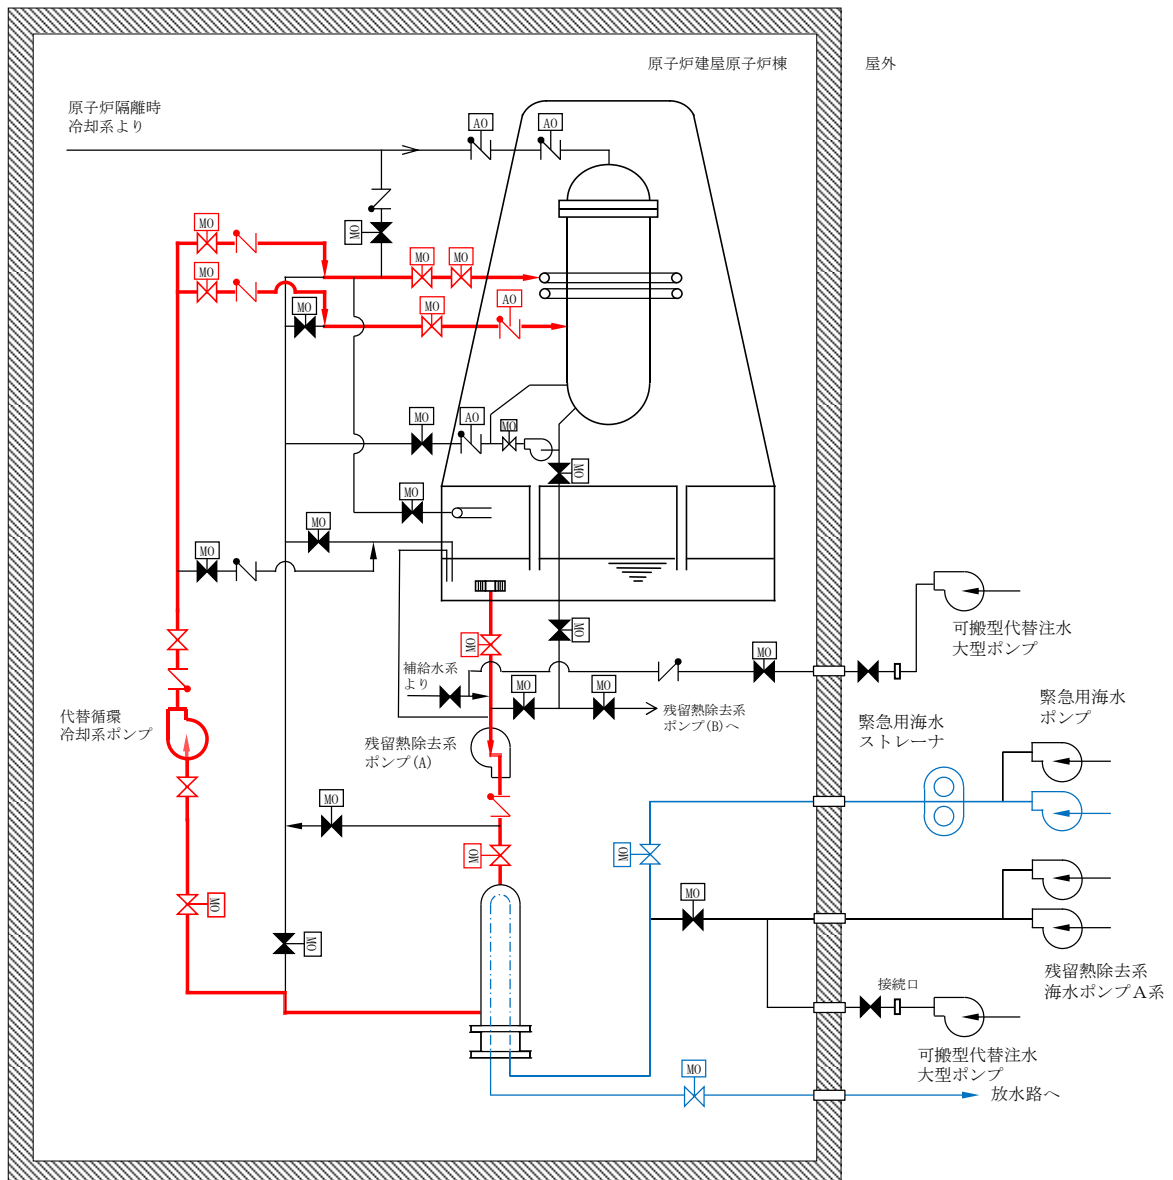 原子炉建屋原子炉棟
屋外
原子炉隔離時
冷却系より
AO
AO
MO
MO
MO
MO
MO
MO
AO
MO
MO
MO
AO
MO
MO
MO
MO
MO
MO
MO
可搬型代替注水
大型ポンプ
MO
補給水系
より
MO
MO
残留熱除去系
ポンプ(B)へ
緊急用海水
ポンプ
緊急用海水
ストレーナ
代替循環
冷却系ポンプ
残留熱除去系
ポンプ(A)
MO
MO
MO
MO
MO
MO
残留熱除去系
海水ポンプA系
接続口
可搬型代替注水
大型ポンプ
MO
放水路へ